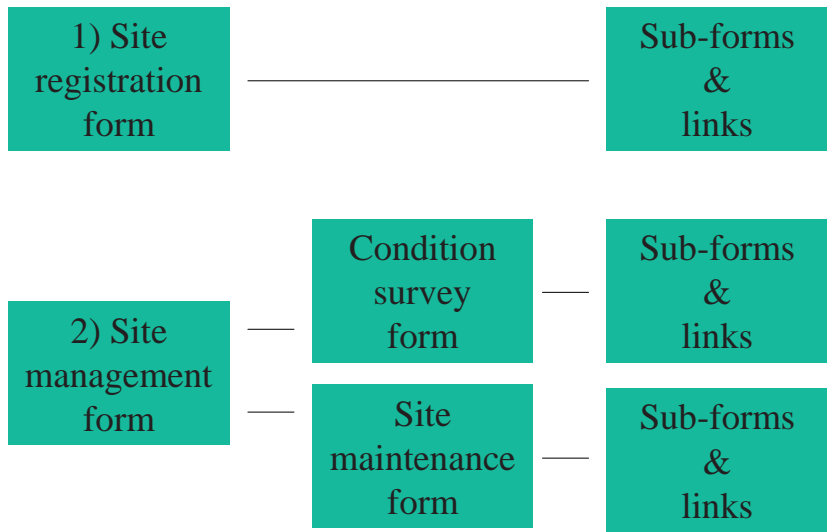 1) Site
registration
form
Sub-forms
&
links
2) Site
management
form
Condition
survey
form
Sub-forms
&
links
Site
maintenance
form
Sub-forms
&
links